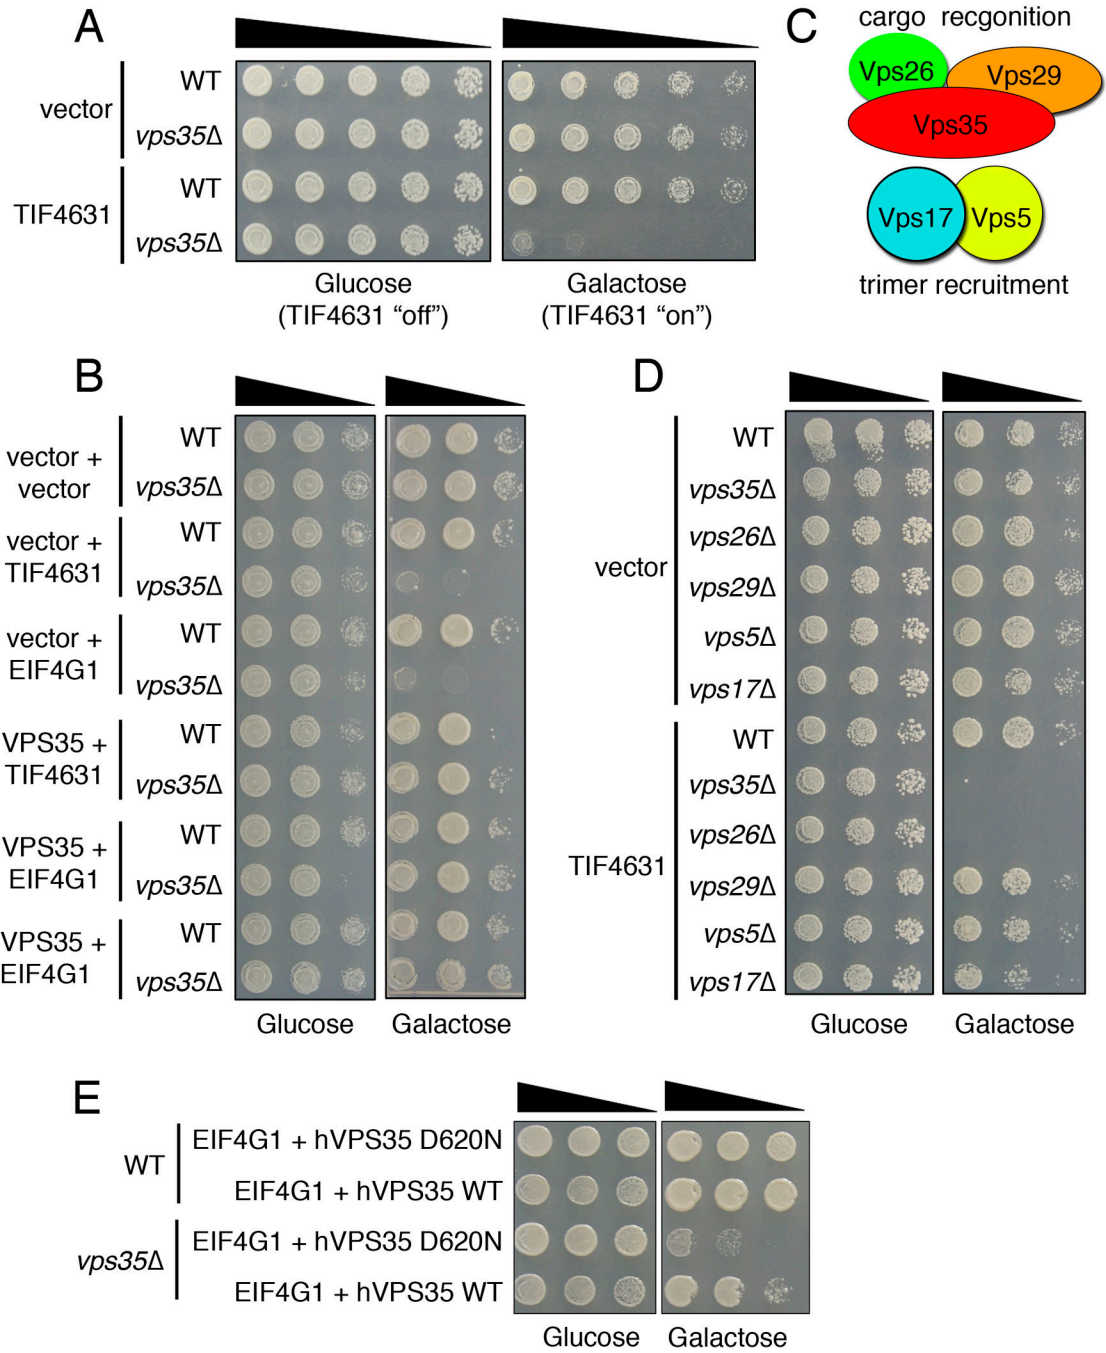 A
vector
WT
vps35Δ
TIF4631
WT
vps35Δ
Glucose
(TIF4631 “off”)
Galactose
(TIF4631 “on”)
C
cargo recgonition
Vps26
Vps29
Vps35
Vps17
Vps5
trimer recruitment
B
vector +
vector
WT
vps35Δ
vector +
TIF4631
WT
vps35Δ
vector +
EIF4G1
WT
vps35Δ
VPS35 +
TIF4631
WT
vps35Δ
VPS35 +
EIF4G1
WT
vps35Δ
VPS35 +
EIF4G1
WT
vps35Δ
Glucose
Galactose
D
vector
WT
vps35Δ
vps26Δ
vps29Δ
vps5Δ
vps17Δ
TIF4631
WT
vps35Δ
vps26Δ
vps29Δ
vps5Δ
vps17Δ
Glucose
Galactose
E
WT
EIF4G1 + hVPS35 D620N
EIF4G1 + hVPS35 WT
vps35Δ
EIF4G1 + hVPS35 D620N
EIF4G1 + hVPS35 WT
Glucose
Galactose